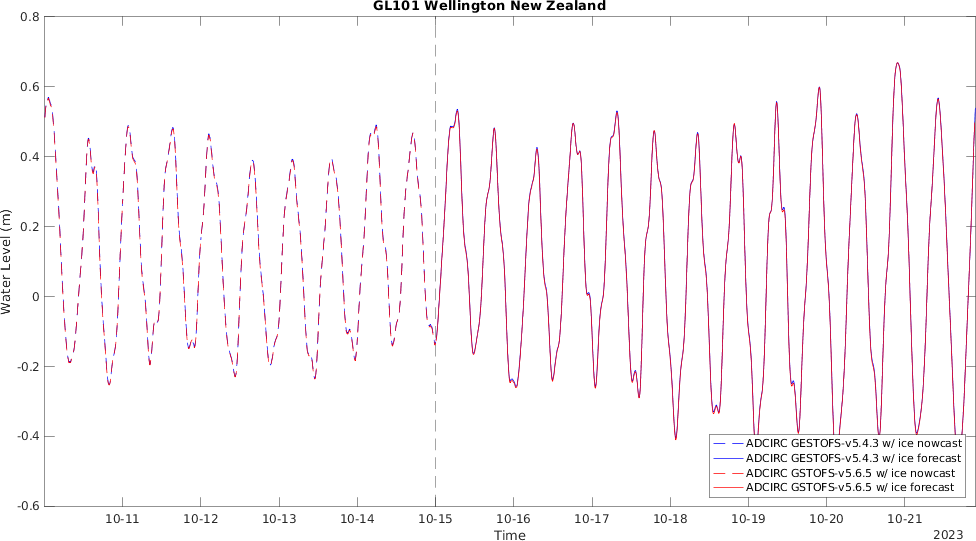 GL101 Wellington New Zealand
Water Level (m)
0.8
0.6
0.4
0.2
0
-0.2
-0.4
-0.6
ADCIRC GESTOFS-v5.4.3 w/ ice nowcast
ADCIRC GESTOFS-v5.4.3 w/ ice forecast
ADCIRC GSTOFS-v5.6.5 w/ ice nowcast
ADCIRC GSTOFS-v5.6.5 w/ ice forecast
10-11 10-12 10-13 10-14 10-15 10-16 10-17 10-18 10-19 10-20 10-21
Time
2023